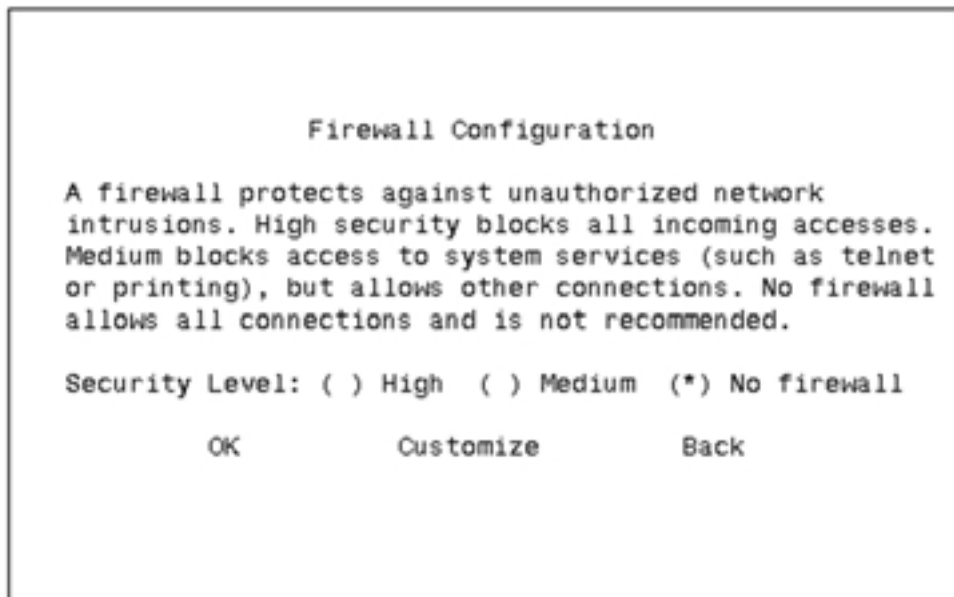 Firewall Configuration
A firewall protects against unauthorized network
intrusions. High security blocks all incoming accesses.
Medium blocks access to system services (such as telnet
or printing), but allows other connections. No firewall
allows all connections and is not recommended.
Security Level: ( ) High ( ) Medium (*) No firewall
OK Customize Back